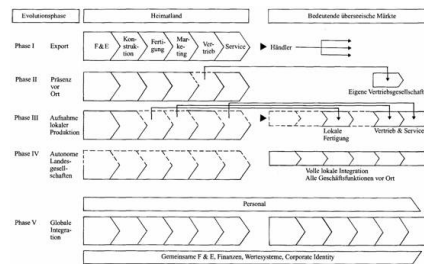 Evolutionsphase
Heimatland
Bedeutende überseeische Märkte
Phase I Export
F & E
Kon-
struk-
tion
Ferti-
gung
Mar-
ke-
ting
Ver-
trieb
Service
Händler
Phase II Präsenz
vor
Ort
Eigene Vertriebsgesellschaft
Phase III Aufnahme
lokaler
Produktion
Lokale
Fertigung
Vertrieb & Service
Phase IV Autonome
Landes-
gesell-
schaften
Volle lokale Integration
Alle Geschäftsfunktionen vor Ort
Personal
Phase V Globale
Integra-
tion
Gemeinsame F & E, Finanzen, Wertesysteme, Corporate Identity